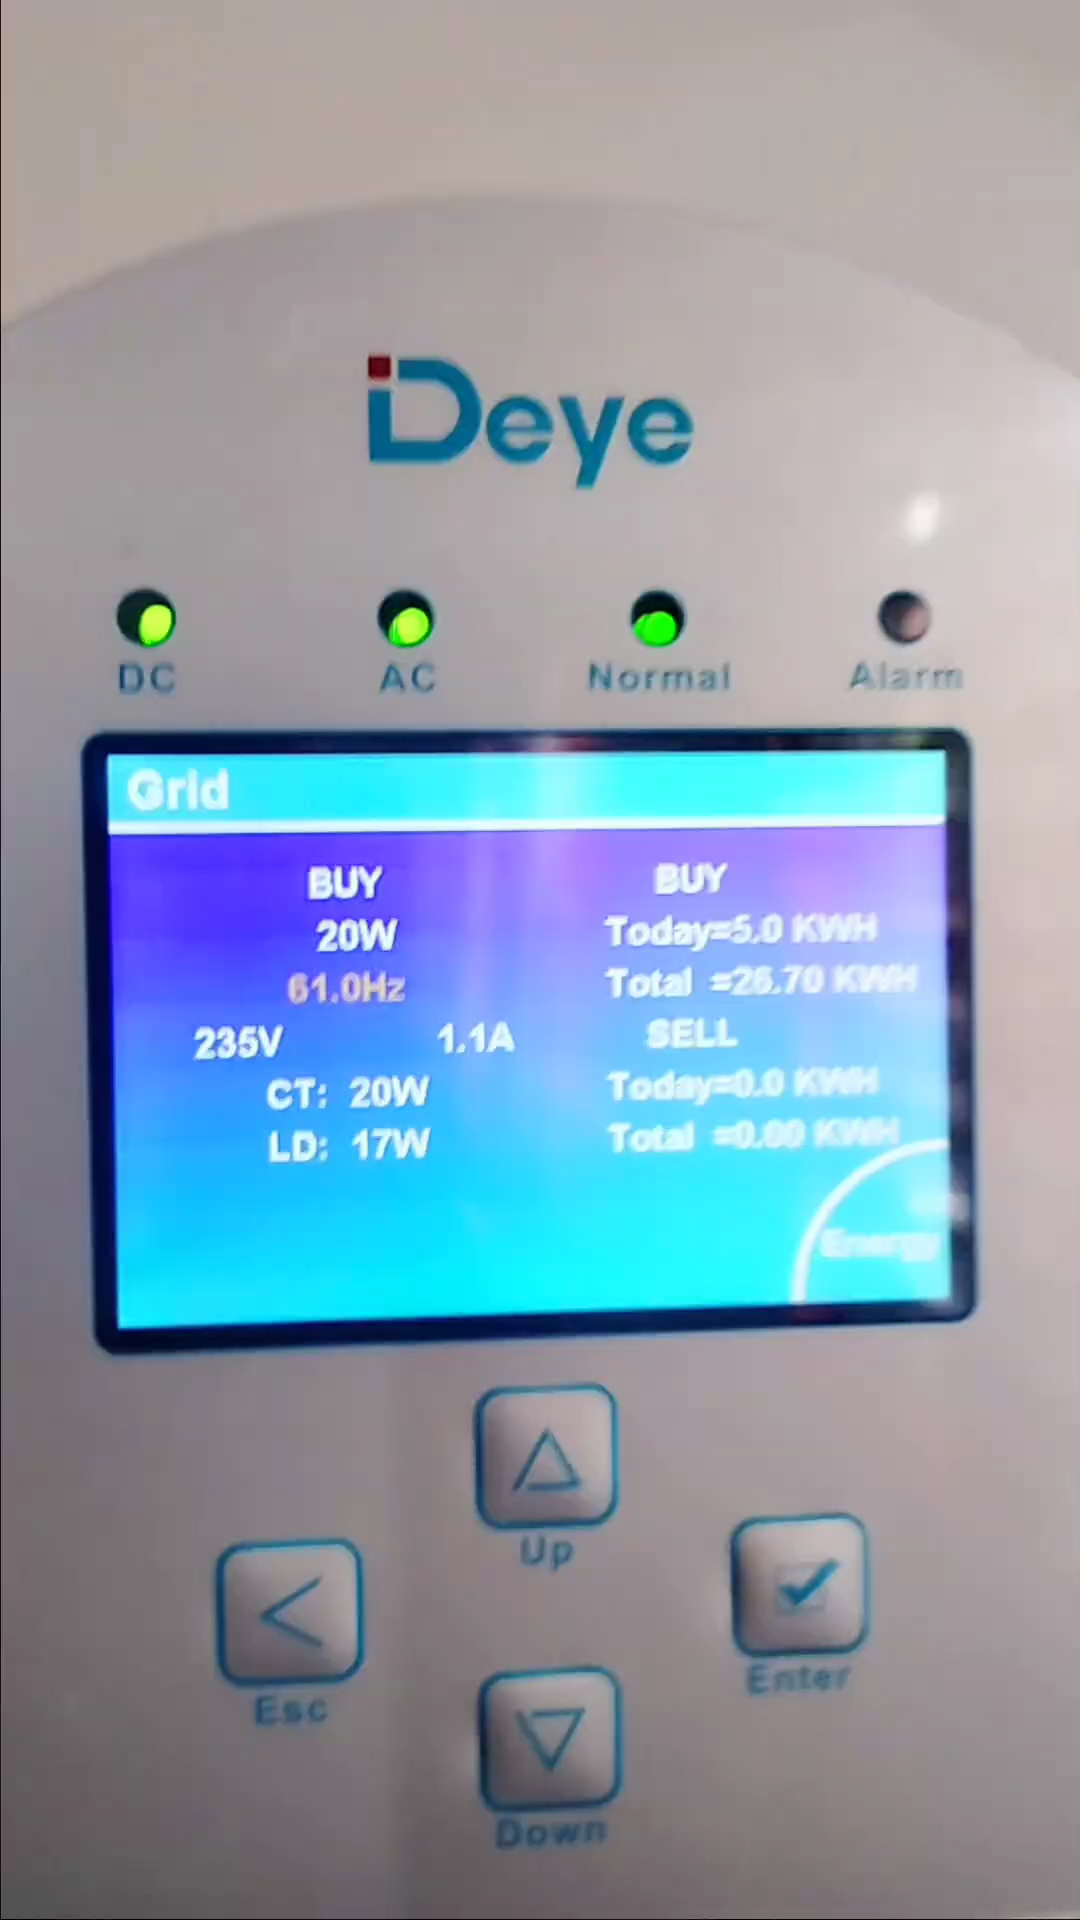 Deye
DC AC Normal Alarm
Grid
BUY
20W
61.0Hz
235V 1.1A
CT: 20W
LD: 17W
BUY
Today=5.0 KWH
Total =26.70 KWH
SELL
Today=0.0 KWH
Total =0.00 KWH
Energy
Up
Esc
Enter
Down